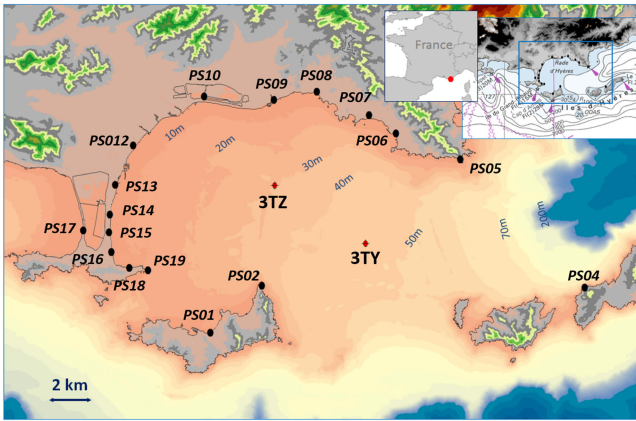 France
Rade
d'Hyères
PS10
PS09
PS08
PS07
PS06
PS05
10m
20m
30m
40m
50m
70m
200m
PS012
PS13
PS14
PS15
PS17
PS16
PS18
PS19
3TZ
3TY
PS02
PS01
PS04
2 km